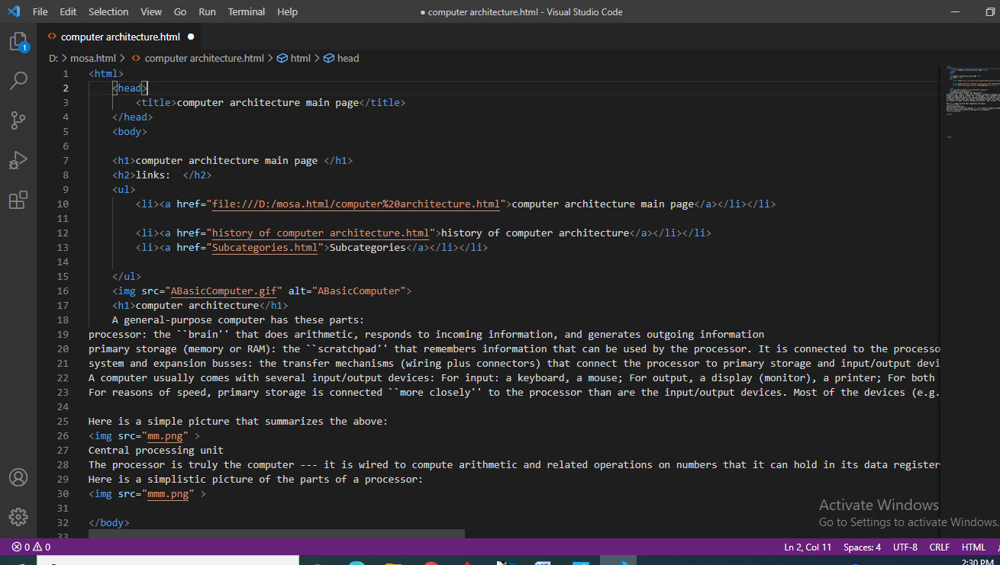 File Edit Selection View Go Run Terminal Help
● computer architecture.html - Visual Studio Code
computer architecture.html
1
D: > mosa.html > computer architecture.html > html > head
1 <html>
2 <head>
3 <title>computer architecture main page</title>
4 </head>
5 <body>
6
7 <h1>computer architecture main page </h1>
8 <h2>links:  </h2>
9 <ul>
10 <li><a href="file:///D:/mosa.html/computer%20architecture.html">computer architecture main page</a></li></li>
11
12 <li><a href="history of computer architecture.html">history of computer architecture</a></li></li>
13 <li><a href="Subcategories.html">Subcategories</a></li></li>
14
15 </ul>
16 <img src="ABasicComputer.gif" alt="ABasicComputer">
17 <h1>computer architecture</h1>
18 A general-purpose computer has these parts:
19 processor: the ``brain'' that does arithmetic, responds to incoming information, and generates outgoing information
20 primary storage (memory or RAM): the ``scratchpad'' that remembers information that can be used by the processor. It is connected to the processo
21 system and expansion busses: the transfer mechanisms (wiring plus connectors) that connect the processor to primary storage and input/output devi
22 A computer usually comes with several input/output devices: For input: a keyboard, a mouse; For output, a display (monitor), a printer; For both
23 For reasons of speed, primary storage is connected ``more closely'' to the processor than are the input/output devices. Most of the devices (e.g.
24
25 Here is a simple picture that summarizes the above:
26 <img src="mm.png" >
27 Central processing unit
28 The processor is truly the computer --- it is wired to compute arithmetic and related operations on numbers that it can hold in its data register
29 Here is a simplistic picture of the parts of a processor:
30 <img src="mmm.png" >
31
32 </body>
33
Activate Windows
Go to Settings to activate Windows.
0 0
Ln 2, Col 11 Spaces: 4 UTF-8 CRLF HTML
2:30 PM